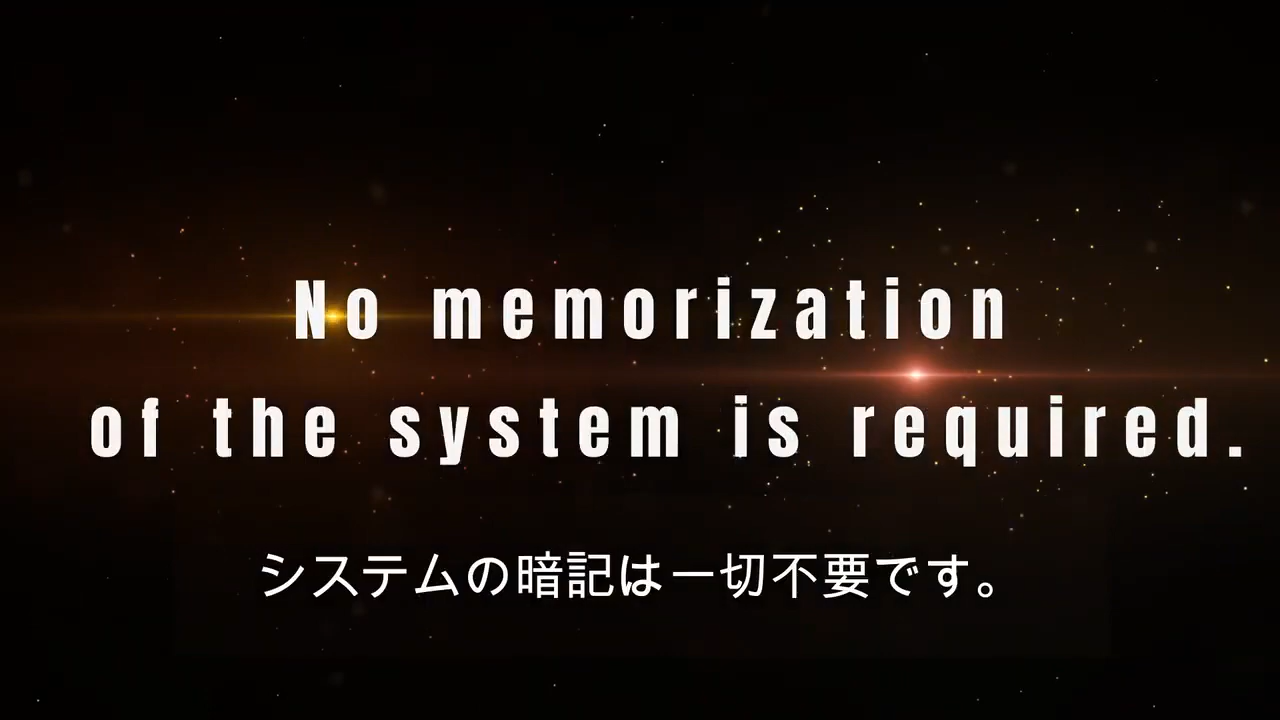 No memorization
of the system is required.
システムの暗記は一切不要です。